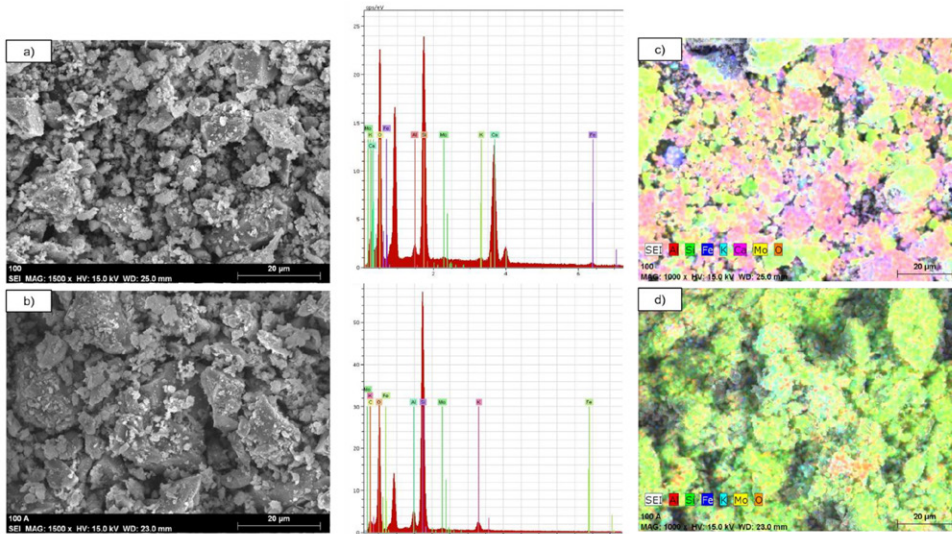 a)
100
20 µm
SEI MAG: 1500 x HV: 15.0 kV WD: 25.0 mm
b)
100 A
20 µm
SEI MAG: 1500 x HV: 15.0 kV WD: 23.0 mm
cps/eV
25
20
15
10
5
0
Mo
K
Ca
O
Fe
Al
Si
Mo
K
Ca
Fe
2
4
6
50
40
30
20
10
0
Mo
K
C
O
Fe
Al
Si
Mo
K
Fe
c)
SEI Al Si Fe K Ca Mo O
100
20 µm
MAG: 1000 x HV: 15.0 kV WD: 25.0 mm
d)
SEI Al Si Fe K Mo O
100 A
20 µm
MAG: 1000 x HV: 15.0 kV WD: 23.0 mm